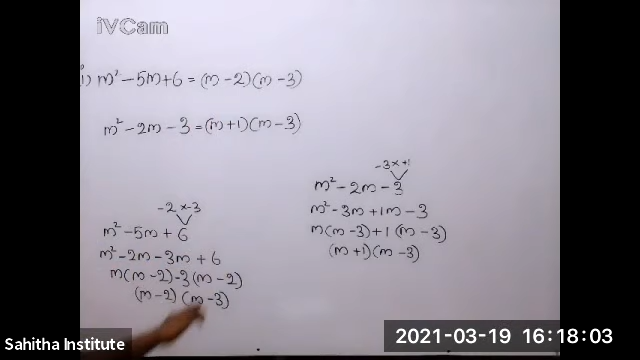 iVCam
i) m² - 5m + 6 = (m - 2)(m - 3)
m² - 2m - 3 = (m + 1)(m - 3)
-2 x -3
m² - 5m + 6
m² - 2m - 3m + 6
m(m - 2) - 3(m - 2)
(m - 2)(m - 3)
-3 x +1
m² - 2m - 3
m² - 3m + 1m - 3
m(m - 3) + 1(m - 3)
(m + 1)(m - 3)
Sahitha Institute
2021-03-19 16:18:03